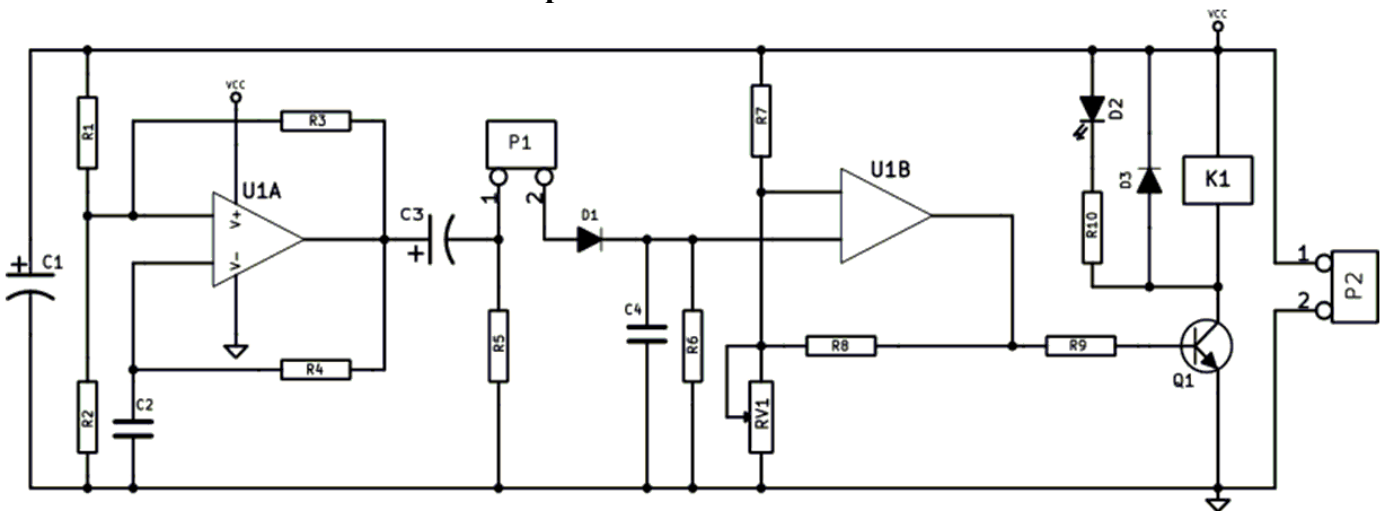 VCC
VCC
R1
R3
P1
R7
D2
U1A
U1B
D3
K1
V+
1
2
C3
D1
R10
+
C1
+
1
P2
V-
2
C4
R5
R6
R8
R9
R4
Q1
R2
C2
RV1